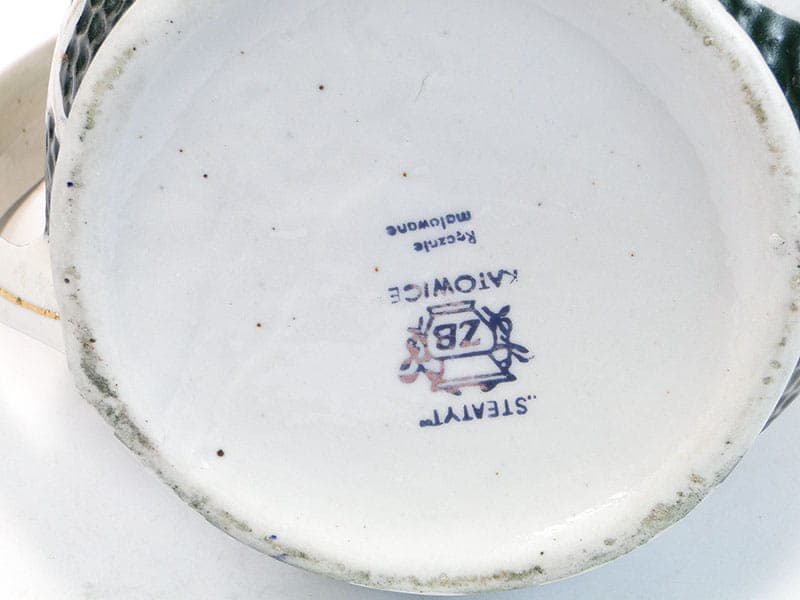 „STEATYT”
ZB
KATOWICE
Ręcznie
malowane